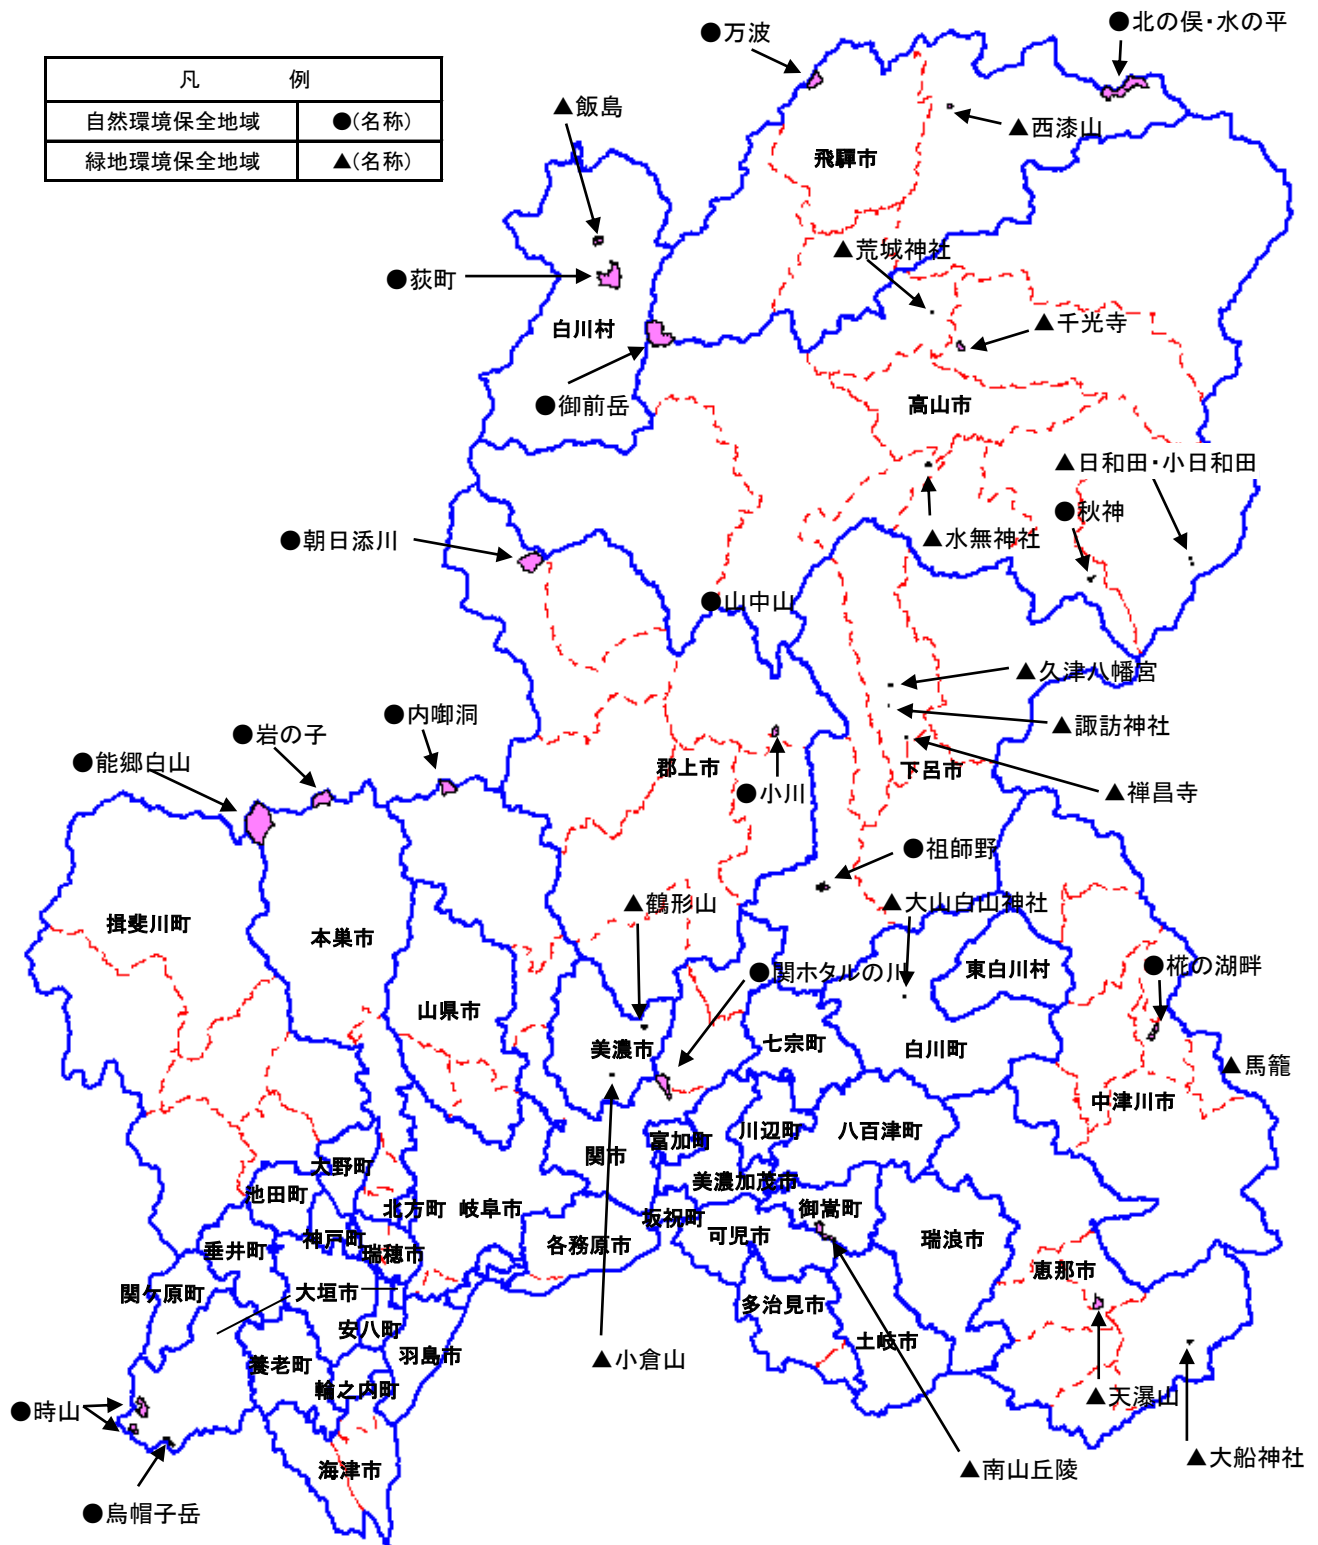 凡　例
自然環境保全地域　●(名称)
緑地環境保全地域　▲(名称)
●北の俣・水の平
●万波
▲飯島
▲西漆山
飛騨市
▲荒城神社
●荻町
白川村
▲千光寺
●御前岳
高山市
▲日和田・小日和田
●秋神
▲水無神社
●朝日添川
●山中山
▲久津八幡宮
●内啣洞
▲諏訪神社
●岩の子
●能郷白山
郡上市
下呂市
●小川
▲禅昌寺
●祖師野
▲鶴形山
▲大山白山神社
揖斐川町
本巣市
●関ホタルの川
東白川村
●椛の湖畔
山県市
美濃市
七宗町
白川町
▲馬籠
中津川市
富加町
川辺町
八百津町
関市
大野町
美濃加茂市
池田町
北方町
岐阜市
坂祝町
御嵩町
神戸町
可児市
瑞浪市
垂井町
瑞穂市
各務原市
恵那市
関ケ原町
大垣市
多治見市
安八町
土岐市
羽島市
▲小倉山
養老町
輪之内町
▲天瀑山
●時山
▲大船神社
海津市
▲南山丘陵
●烏帽子岳